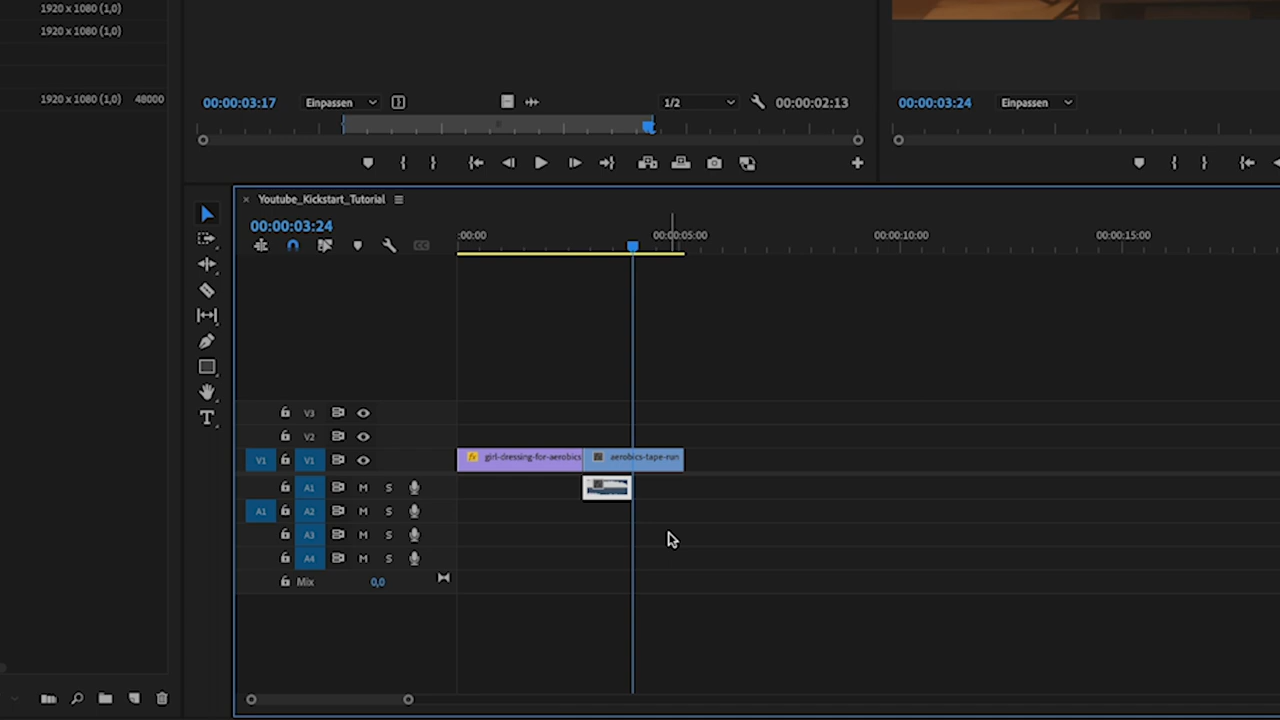 1920 x 1080 (1,0)
1920 x 1080 (1,0)
1920 x 1080 (1,0) 48000
00:00:03:17 Einpassen 1/2 00:00:02:13
00:00:03:24 Einpassen
× Youtube_Kickstart_Tutorial
00:00:03:24
:00:00 00:00:05:00 00:00:10:00 00:00:15:00
CC
V3
V2
V1 V1 girl-dressing-for-aerobics aerobics-tape-run
A1 M S
A1 A2 M S
A3 M S
A4 M S
Mix 0,0
T